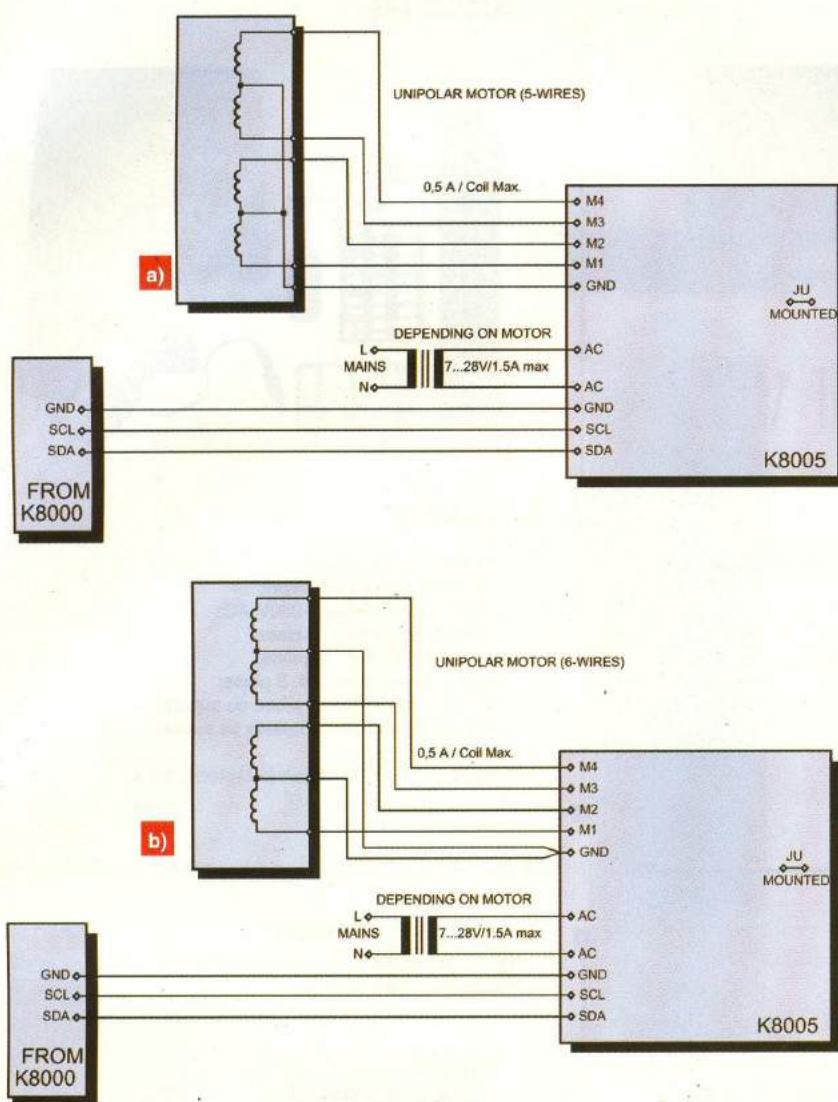 UNIPOLAR MOTOR (5-WIRES)
0,5 A / Coil Max.
M4
M3
M2
M1
GND
a)
JU
MOUNTED
DEPENDING ON MOTOR
L
MAINS
N
7...28V/1.5A max
AC
AC
GND
SCL
SDA
GND
SCL
SDA
FROM
K8000
K8005
UNIPOLAR MOTOR (6-WIRES)
0,5 A / Coil Max.
M4
M3
M2
M1
GND
b)
JU
MOUNTED
DEPENDING ON MOTOR
L
MAINS
N
7...28V/1.5A max
AC
AC
GND
SCL
SDA
GND
SCL
SDA
FROM
K8000
K8005